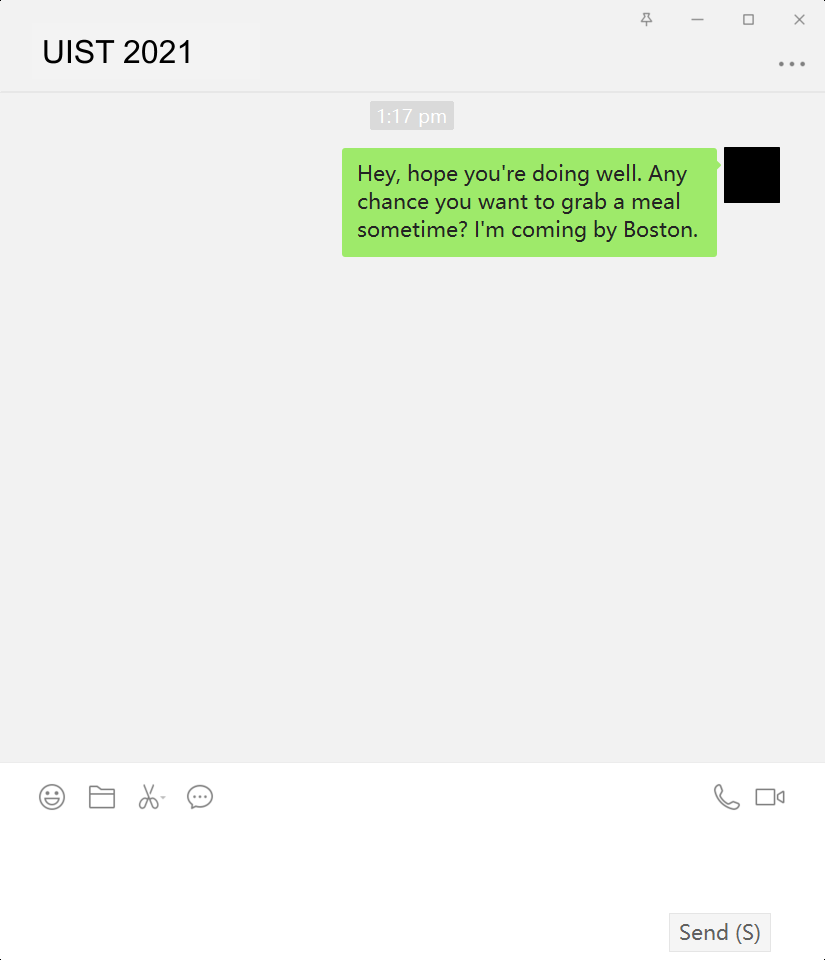 UIST 2021
1:17 pm
Hey, hope you're doing well. Any
chance you want to grab a meal
sometime? I'm coming by Boston.
Send (S)